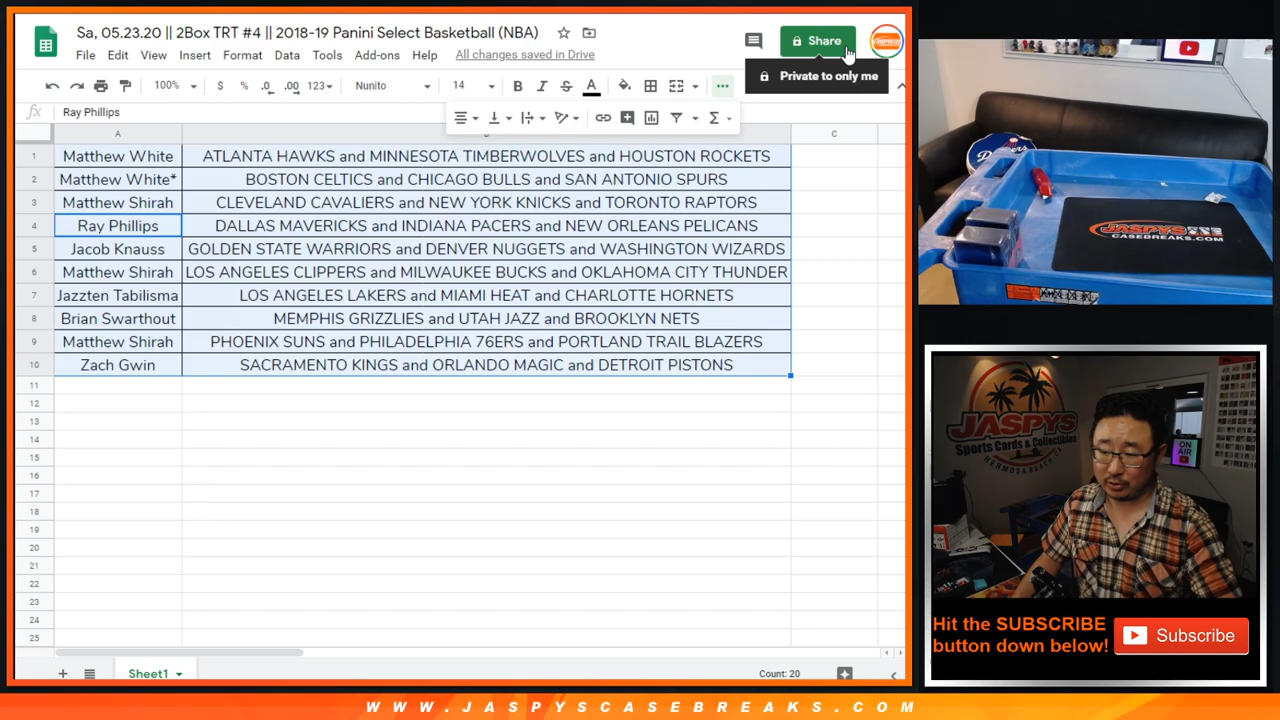 Sa, 05.23.20 || 2Box TRT #4 || 2018-19 Panini Select Basketball (NBA)
File Edit View Insert Format Data Tools Add-ons Help All changes saved in Drive
Share
Private to only me
100% $ % .0 .00 123 Nunito 14 B I S A
fx Ray Phillips
A C
1 Matthew White ATLANTA HAWKS and MINNESOTA TIMBERWOLVES and HOUSTON ROCKETS
2 Matthew White* BOSTON CELTICS and CHICAGO BULLS and SAN ANTONIO SPURS
3 Matthew Shirah CLEVELAND CAVALIERS and NEW YORK KNICKS and TORONTO RAPTORS
4 Ray Phillips DALLAS MAVERICKS and INDIANA PACERS and NEW ORLEANS PELICANS
5 Jacob Knauss GOLDEN STATE WARRIORS and DENVER NUGGETS and WASHINGTON WIZARDS
6 Matthew Shirah LOS ANGELES CLIPPERS and MILWAUKEE BUCKS and OKLAHOMA CITY THUNDER
7 Jazzten Tabilisma LOS ANGELES LAKERS and MIAMI HEAT and CHARLOTTE HORNETS
8 Brian Swarthout MEMPHIS GRIZZLIES and UTAH JAZZ and BROOKLYN NETS
9 Matthew Shirah PHOENIX SUNS and PHILADELPHIA 76ERS and PORTLAND TRAIL BLAZERS
10 Zach Gwin SACRAMENTO KINGS and ORLANDO MAGIC and DETROIT PISTONS
11
12
13
14
15
16
17
18
19
20
21
22
23
24
25
Sheet1
Count: 20
Dodgers
JASPYS
CASEBREAKS.COM
JASPYS
Sports Cards & Collectibles
HERMOSA BEACH, CA
ON AIR
Hit the SUBSCRIBE
button down below!
Subscribe
WWW.JASPYSCASEBREAKS.COM